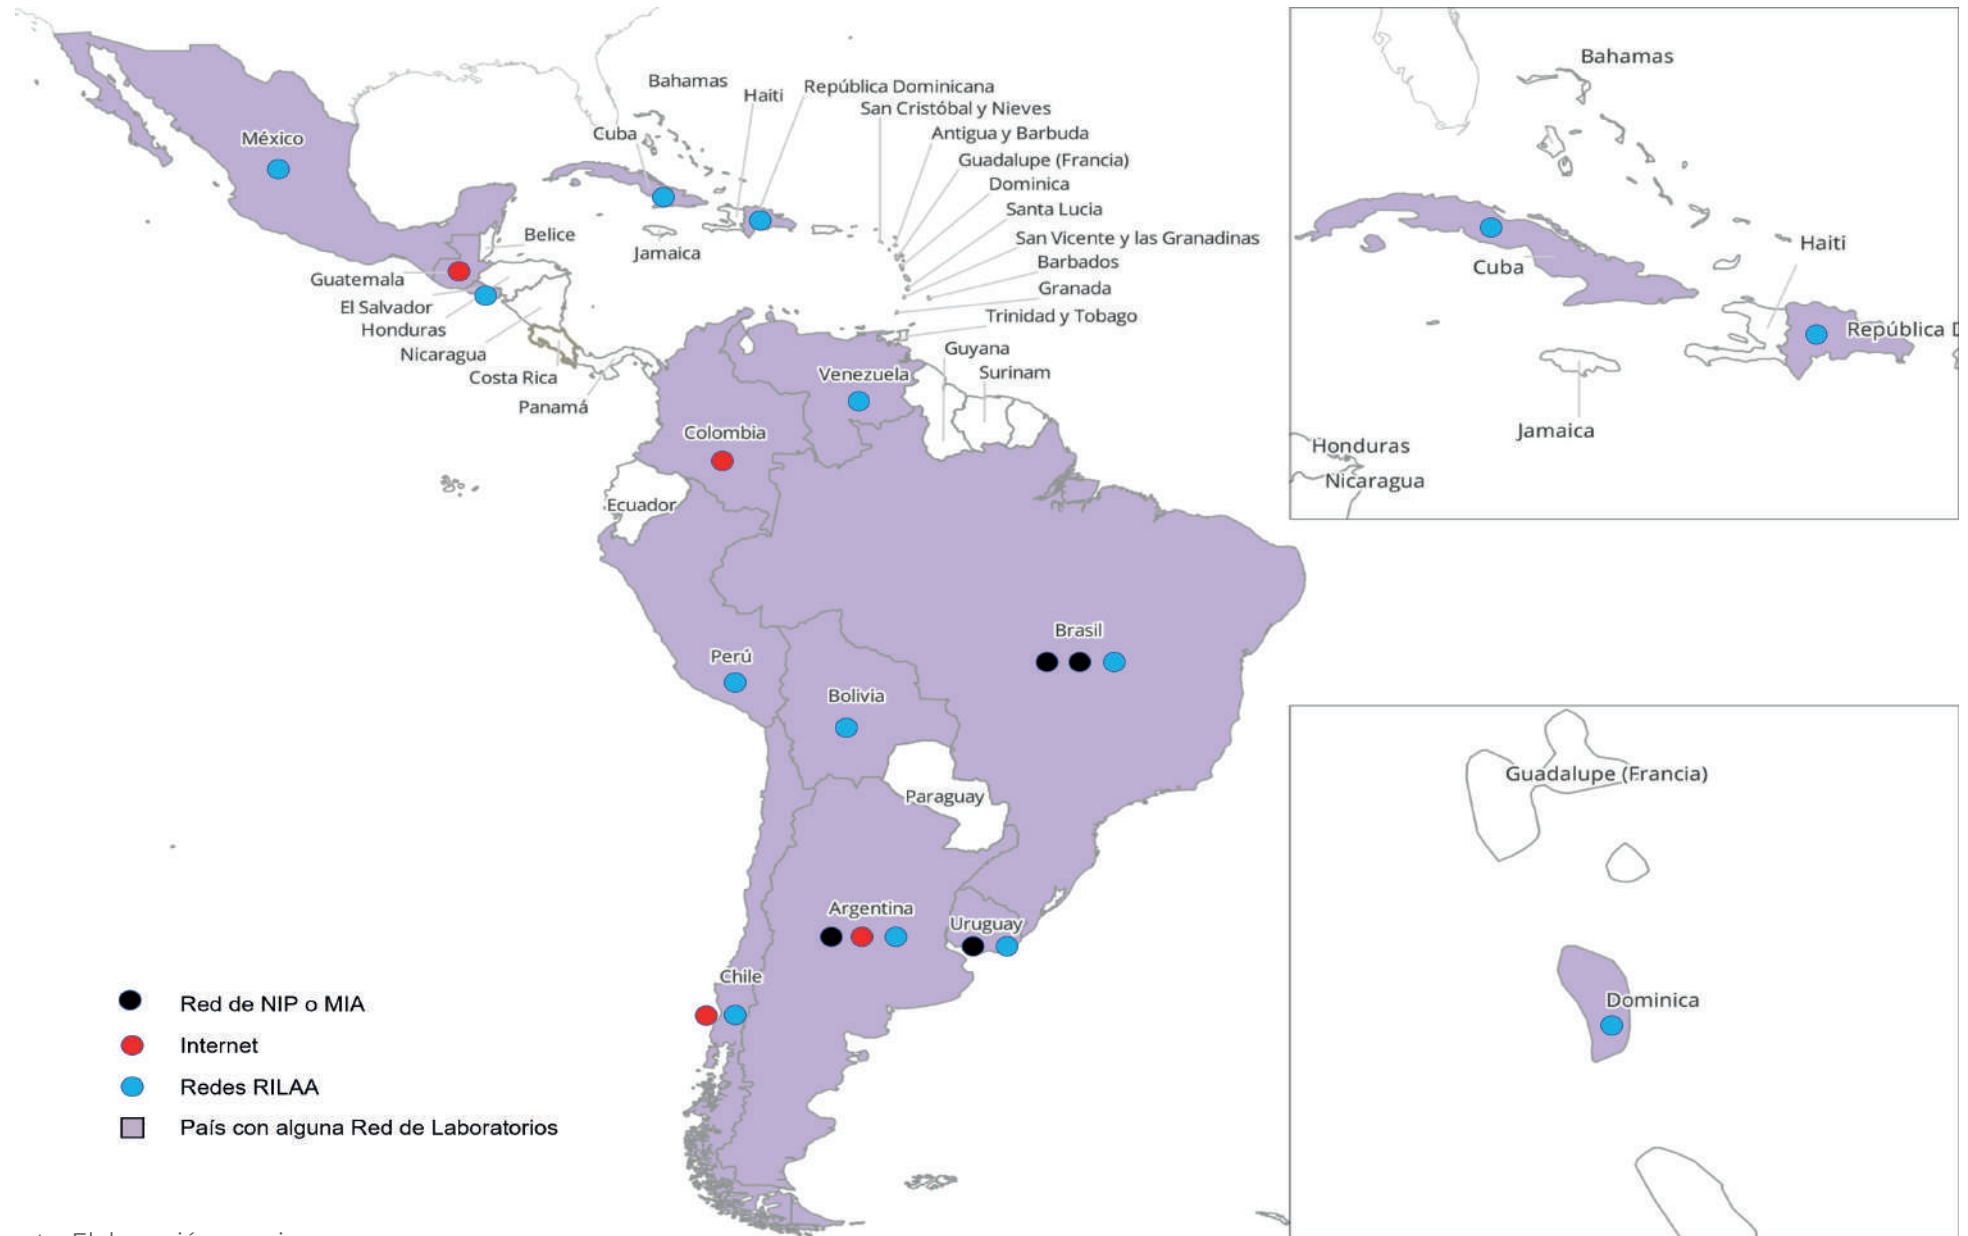 Bahamas
Haiti
República Dominicana
San Cristóbal y Nieves
Cuba
Antigua y Barbuda
México
Guadalupe (Francia)
Dominica
Santa Lucia
Belice
San Vicente y las Granadinas
Jamaica
Barbados
Guatemala
Granada
El Salvador
Trinidad y Tobago
Honduras
Nicaragua
Guyana
Costa Rica
Surinam
Venezuela
Panamá
Colombia
Ecuador
Brasil
Perú
Bolivia
Paraguay
Argentina
Uruguay
Chile
Red de NIP o MIA
Internet
Redes RILAA
País con alguna Red de Laboratorios
Bahamas
Haiti
Cuba
República
Jamaica
Honduras
Nicaragua
Guadalupe (Francia)
Dominica